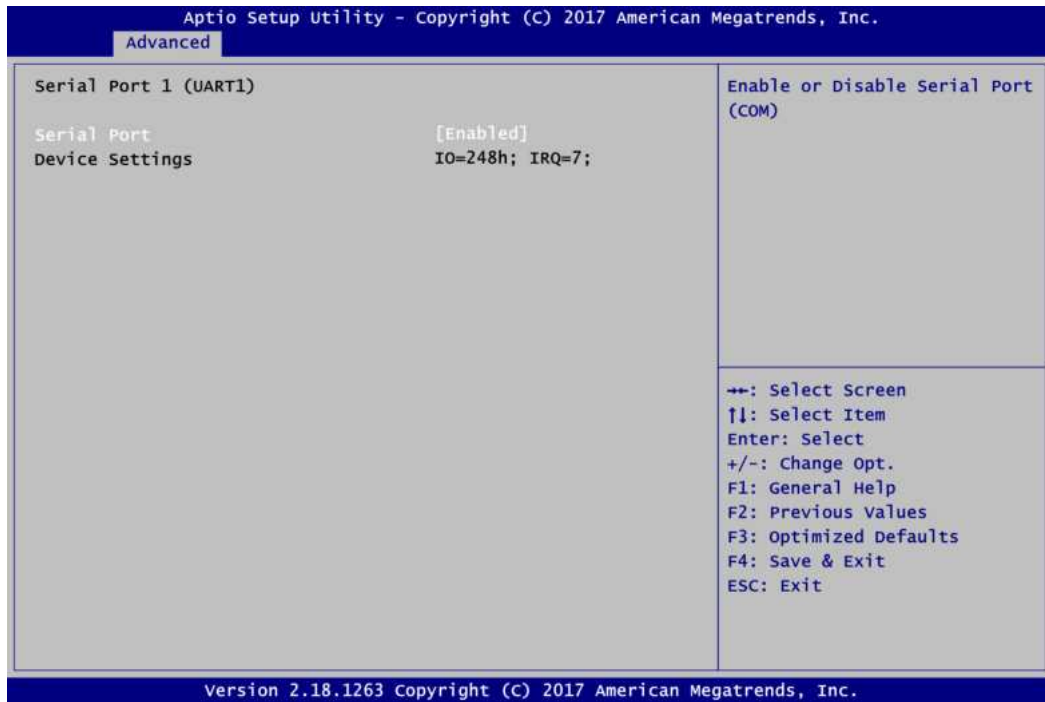 Aptio Setup Utility - Copyright (C) 2017 American Megatrends, Inc.
Advanced
Serial Port 1 (UART1)
Serial Port [Enabled]
Device Settings IO=248h; IRQ=7;
Enable or Disable Serial Port
(COM)
→←: Select Screen
↑↓: Select Item
Enter: Select
+/-: Change Opt.
F1: General Help
F2: Previous Values
F3: Optimized Defaults
F4: Save & Exit
ESC: Exit
Version 2.18.1263 Copyright (C) 2017 American Megatrends, Inc.